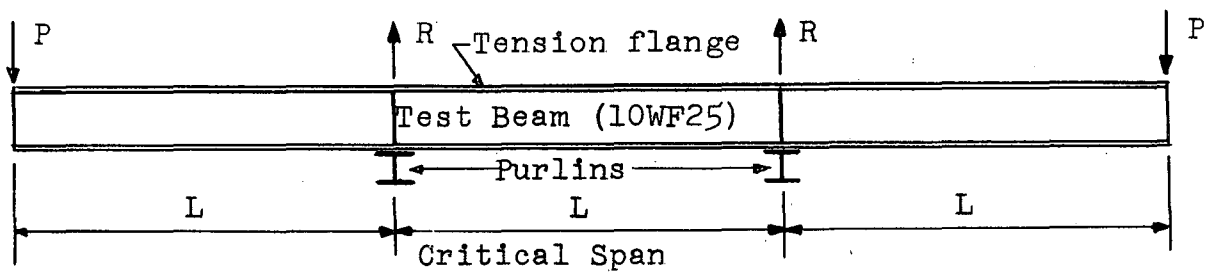 P R R P
Tension flange
Test Beam (10WF25)
Purlins
L L L
Critical Span